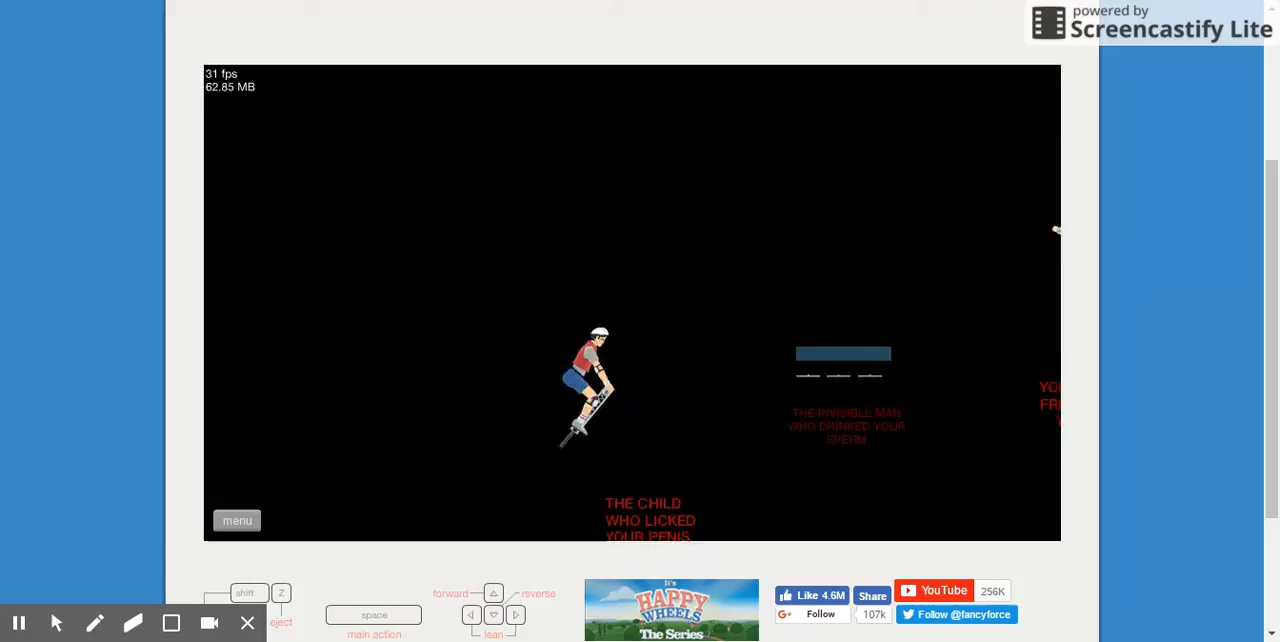 powered by
Screencastify Lite
31 fps
62.85 MB
THE INVISIBLE MAN
WHO DRINKED YOUR
SPERM
THE CHILD
WHO LICKED
YOUR PENIS
menu
shift
Z
eject
space
main action
forward
reverse
lean
It's
HAPPY
WHEELS
The Series
Like 4.6M
Share
YouTube
256K
G+
Follow
107k
Follow @fancyforce